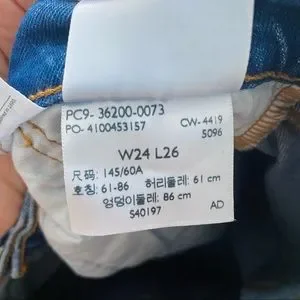 PC9- 36200-0073
PO- 4100453157 CW- 4419
5096
W24 L26
尺码: 145/60A
호칭: 61-86 허리둘레: 61 cm
엉덩이둘레: 86 cm
S40197 AD